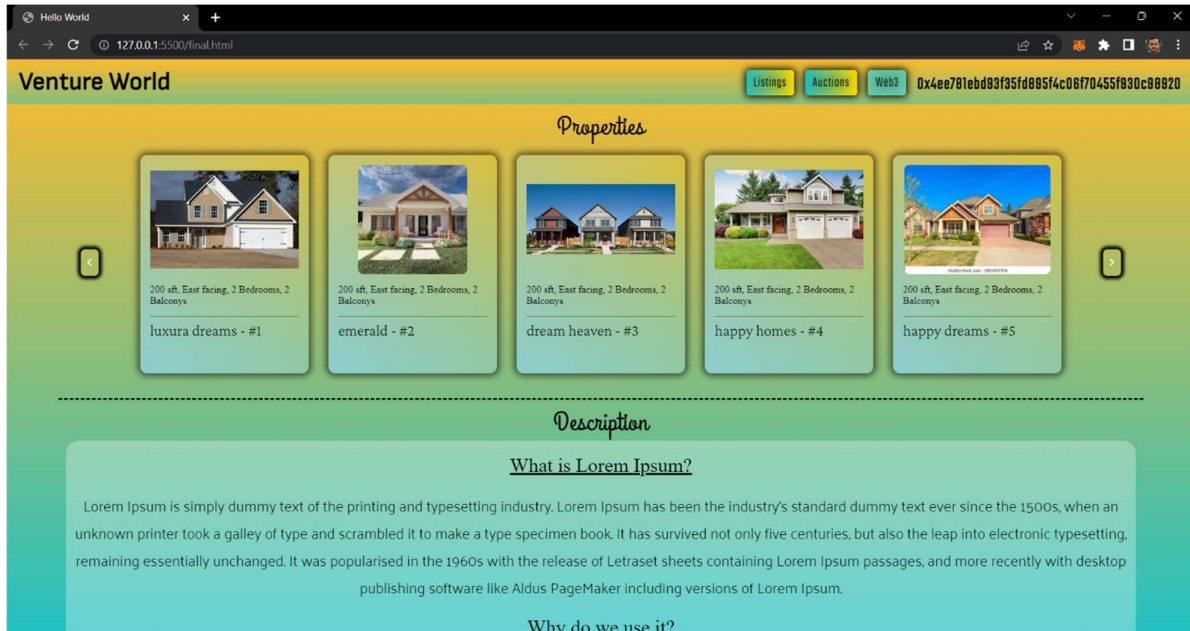 Hello World
127.0.0.1:5500/final.html
Venture World
Listings
Auctions
Web3
0x4ee781ebd93f35fd895f4c06f70455f930c98920
Properties
200 sft, East facing, 2 Bedrooms, 2
Balconys
luxura dreams - #1
200 sft, East facing, 2 Bedrooms, 2
Balconys
emerald - #2
200 sft, East facing, 2 Bedrooms, 2
Balconys
dream heaven - #3
200 sft, East facing, 2 Bedrooms, 2
Balconys
happy homes - #4
200 sft, East facing, 2 Bedrooms, 2
Balconys
happy dreams - #5
Description
What is Lorem Ipsum?
Lorem Ipsum is simply dummy text of the printing and typesetting industry. Lorem Ipsum has been the industry's standard dummy text ever since the 1500s, when an
unknown printer took a galley of type and scrambled it to make a type specimen book. It has survived not only five centuries, but also the leap into electronic typesetting,
remaining essentially unchanged. It was popularised in the 1960s with the release of Letraset sheets containing Lorem Ipsum passages, and more recently with desktop
publishing software like Aldus PageMaker including versions of Lorem Ipsum.
Why do we use it?